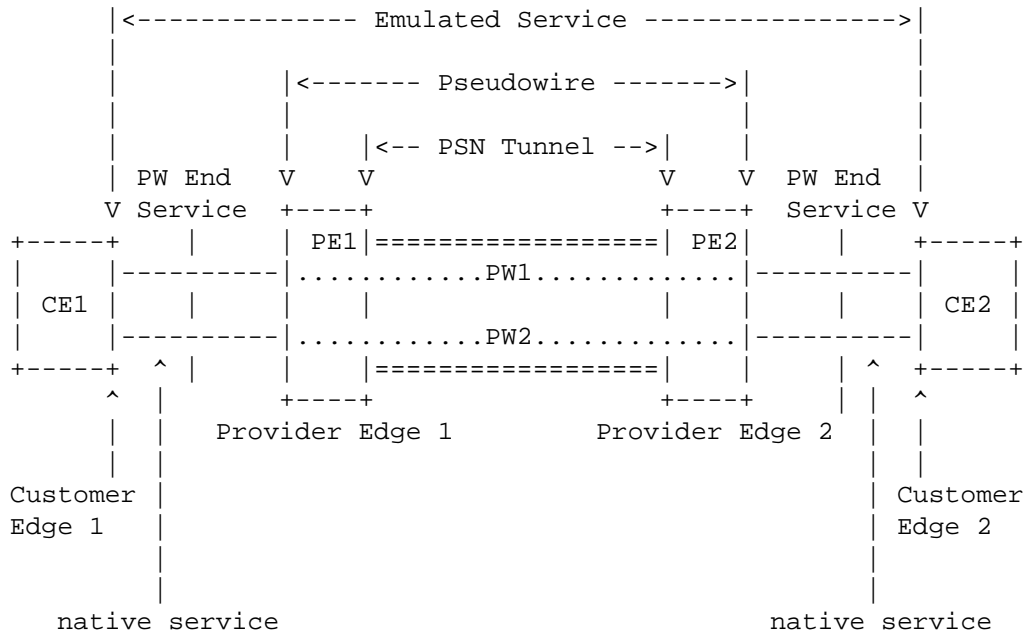 |<-------------- Emulated Service ---------------->|
|<------- Pseudowire ------->|
|<-- PSN Tunnel -->|
PW End V V V V PW End
V Service Service V
PE1 PE2
PW1
CE1 CE2
PW2
Provider Edge 1 Provider Edge 2
Customer Customer
Edge 1 Edge 2
native service native service